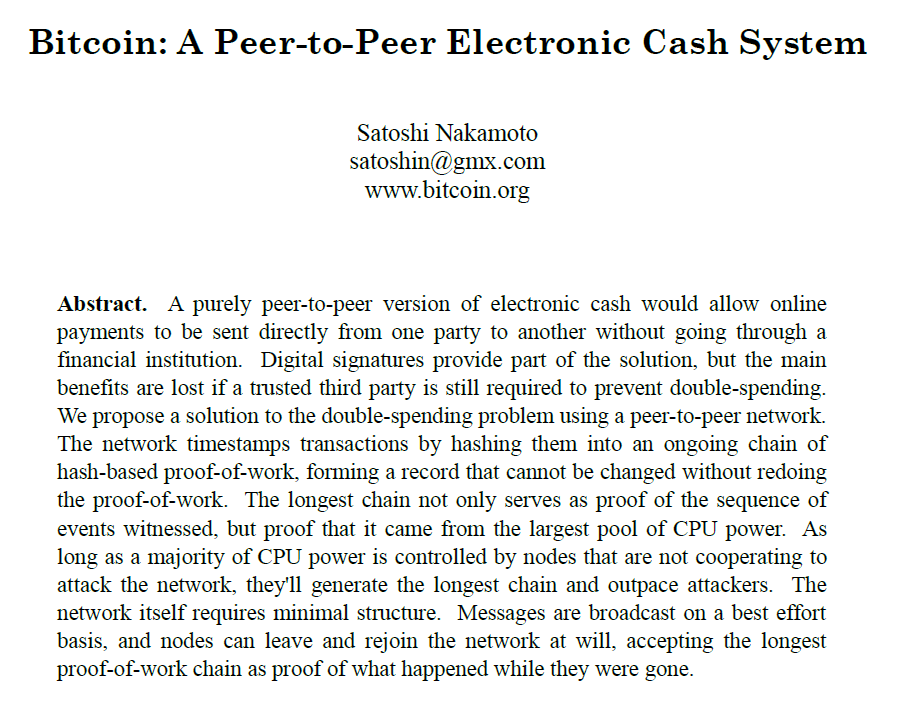 Bitcoin: A Peer-to-Peer Electronic Cash System
Satoshi Nakamoto
satoshin@gmx.com
www.bitcoin.org
Abstract. A purely peer-to-peer version of electronic cash would allow online
payments to be sent directly from one party to another without going through a
financial institution. Digital signatures provide part of the solution, but the main
benefits are lost if a trusted third party is still required to prevent double-spending.
We propose a solution to the double-spending problem using a peer-to-peer network.
The network timestamps transactions by hashing them into an ongoing chain of
hash-based proof-of-work, forming a record that cannot be changed without redoing
the proof-of-work. The longest chain not only serves as proof of the sequence of
events witnessed, but proof that it came from the largest pool of CPU power. As
long as a majority of CPU power is controlled by nodes that are not cooperating to
attack the network, they'll generate the longest chain and outpace attackers. The
network itself requires minimal structure. Messages are broadcast on a best effort
basis, and nodes can leave and rejoin the network at will, accepting the longest
proof-of-work chain as proof of what happened while they were gone.